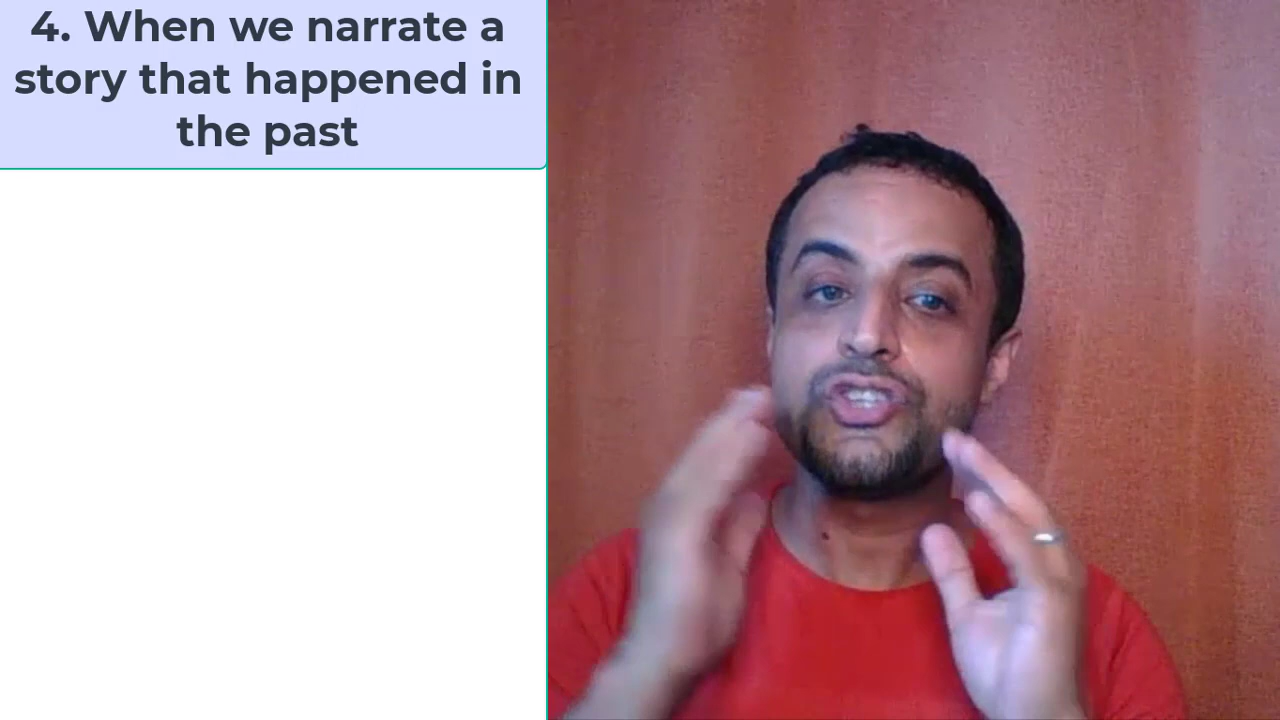 4. When we narrate a
story that happened in
the past